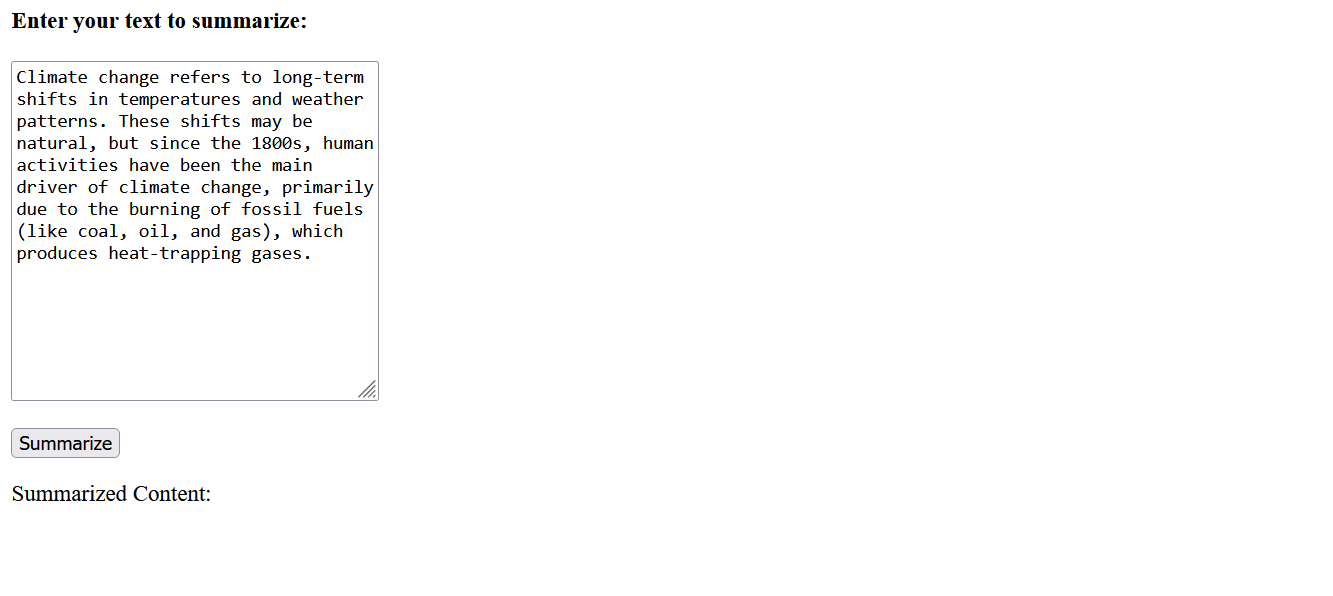 Enter your text to summarize:
Climate change refers to long-term
shifts in temperatures and weather
patterns. These shifts may be
natural, but since the 1800s, human
activities have been the main
driver of climate change, primarily
due to the burning of fossil fuels
(like coal, oil, and gas), which
produces heat-trapping gases.
Summarize
Summarized Content: